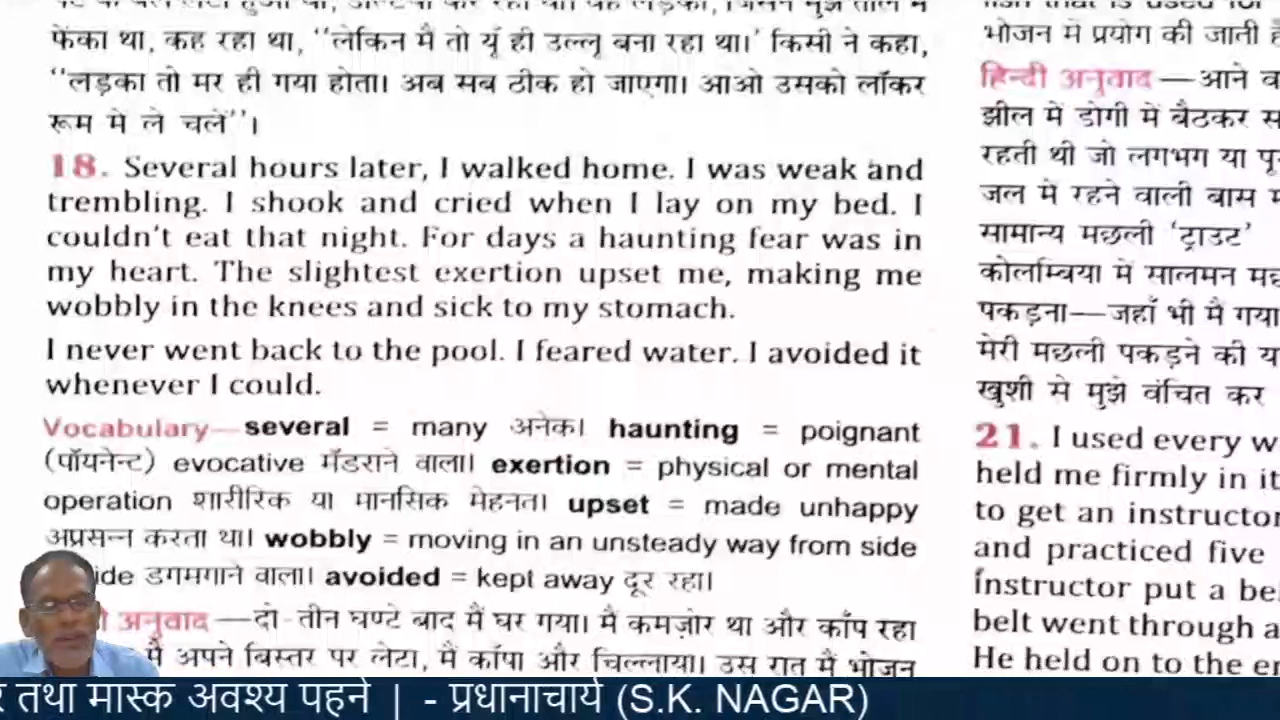 फेंका था, कह रहा था, ‘‘लेकिन मै तो यूं ही उल्लू बना रहा था।’ किसी ने कहा,
‘‘लड़का तो मर ही गया होता। अब सब ठीक हो जाएगा। आओ उसको लॉकर
रूम मे ले चलें’’।
18. Several hours later, I walked home. I was weak and
trembling. I shook and cried when I lay on my bed. I
couldn't eat that night. For days a haunting fear was in
my heart. The slightest exertion upset me, making me
wobbly in the knees and sick to my stomach.
I never went back to the pool. I feared water. I avoided it
whenever I could.
Vocabulary— several = many अनेक। haunting = poignant
(पॉयनेन्ट) evocative मँडराने वाला। exertion = physical or mental
operation शारीरिक या मानसिक मेहनत। upset = made unhappy
अप्रसन्न करता था। wobbly = moving in an unsteady way from side
ide डगमगाने वाला। avoided = kept away दूर रहा।
अनुवाद—दो-तीन घण्टे बाद मैं घर गया। मै कमज़ोर था और काँप रहा
मै अपने बिस्तर पर लेटा, मैं काँपा और चिल्लाया। उस रात मैं भोजन
भोजन में प्रयोग की जाती है
हिन्दी अनुवाद—आने व
झील में डोगी में बैठकर स
रहती थी जो लगभग या पू
जल में रहने वाली बास म
सामान्य मछली ‘ट्राउट’
कोलम्बिया में सालमन मछ
पकड़ना—जहाँ भी मै गया
मेरी मछली पकड़ने की य
खुशी से मुझे वंचित कर
21. I used every w
held me firmly in it
to get an instructor
and practiced five
instructor put a be
belt went through a
He held on to the en
र तथा मास्क अवश्य पहनें | - प्रधानाचार्य (S.K. NAGAR)